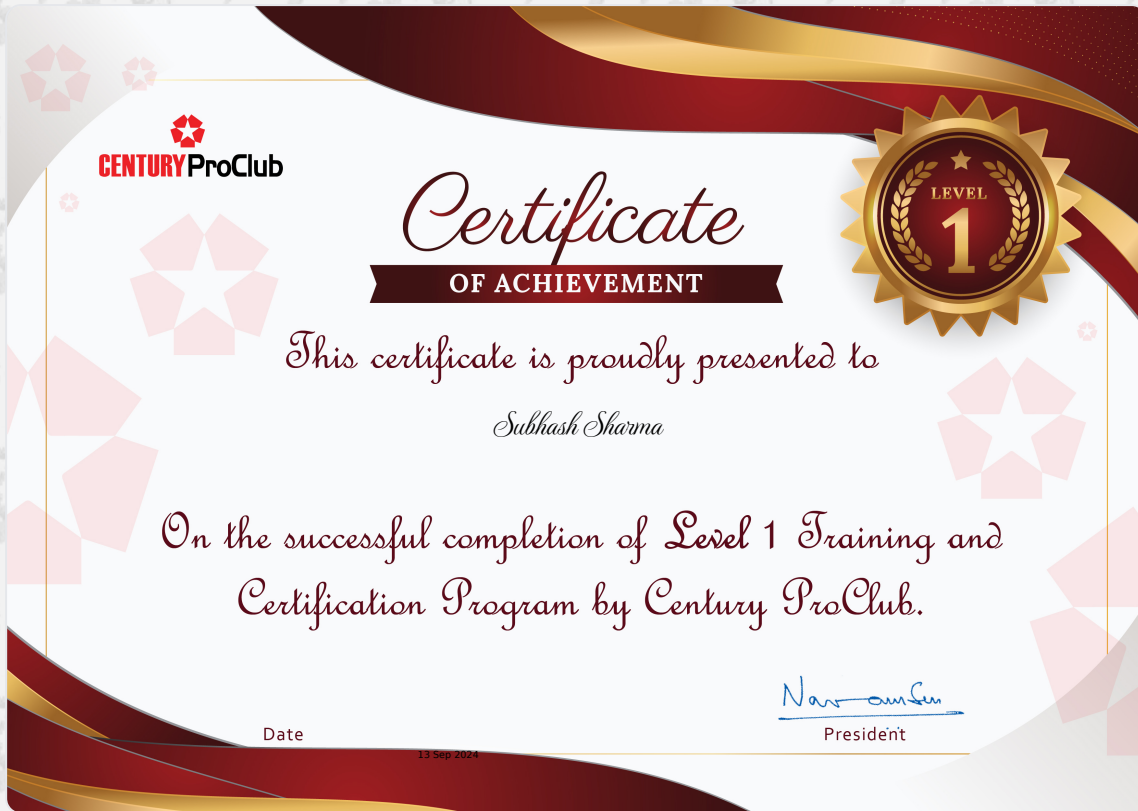 CENTURY ProClub
LEVEL
1
Certificate
OF ACHIEVEMENT
This certificate is proudly presented to
Subhash Sharma
On the successful completion of Level 1 Training and
Certification Program by Century ProClub.
Date
President
13 Sep 2024